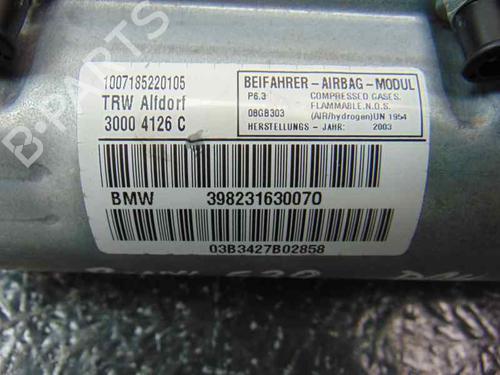 1007185220105
TRW Alfdorf
3000 4126 C
BEIFAHRER-AIRBAG-MODUL
P6.3 COMPRESSED GASES.
FLAMMABLE.N.O.S.
08GB303 (AIR/hydrogen)UN 1954
HERSTELLUNGS - JAHR: 2003
BMW 398231630070
03B3427B02858
B-PARTS